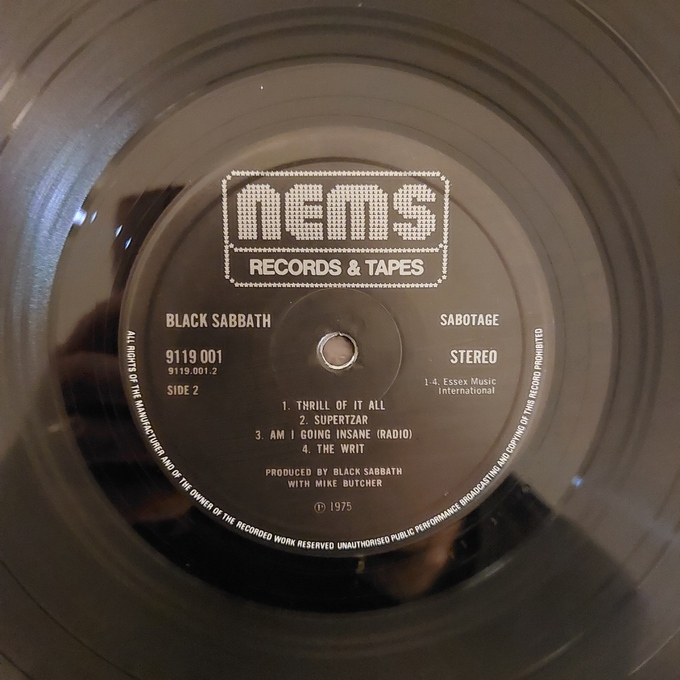 nems
RECORDS & TAPES
BLACK SABBATH
SABOTAGE
9119 001
STEREO
9119.001.2
1-4. Essex Music
International
SIDE 2
1. THRILL OF IT ALL
2. SUPERTZAR
3. AM I GOING INSANE (RADIO)
4. THE WRIT
PRODUCED BY BLACK SABBATH
WITH MIKE BUTCHER
Ⓟ 1975
ALL RIGHTS OF THE MANUFACTURER AND OF THE OWNER OF THE RECORDED WORK RESERVED UNAUTHORISED PUBLIC PERFORMANCE BROADCASTING AND COPYING OF THIS RECORD PROHIBITED